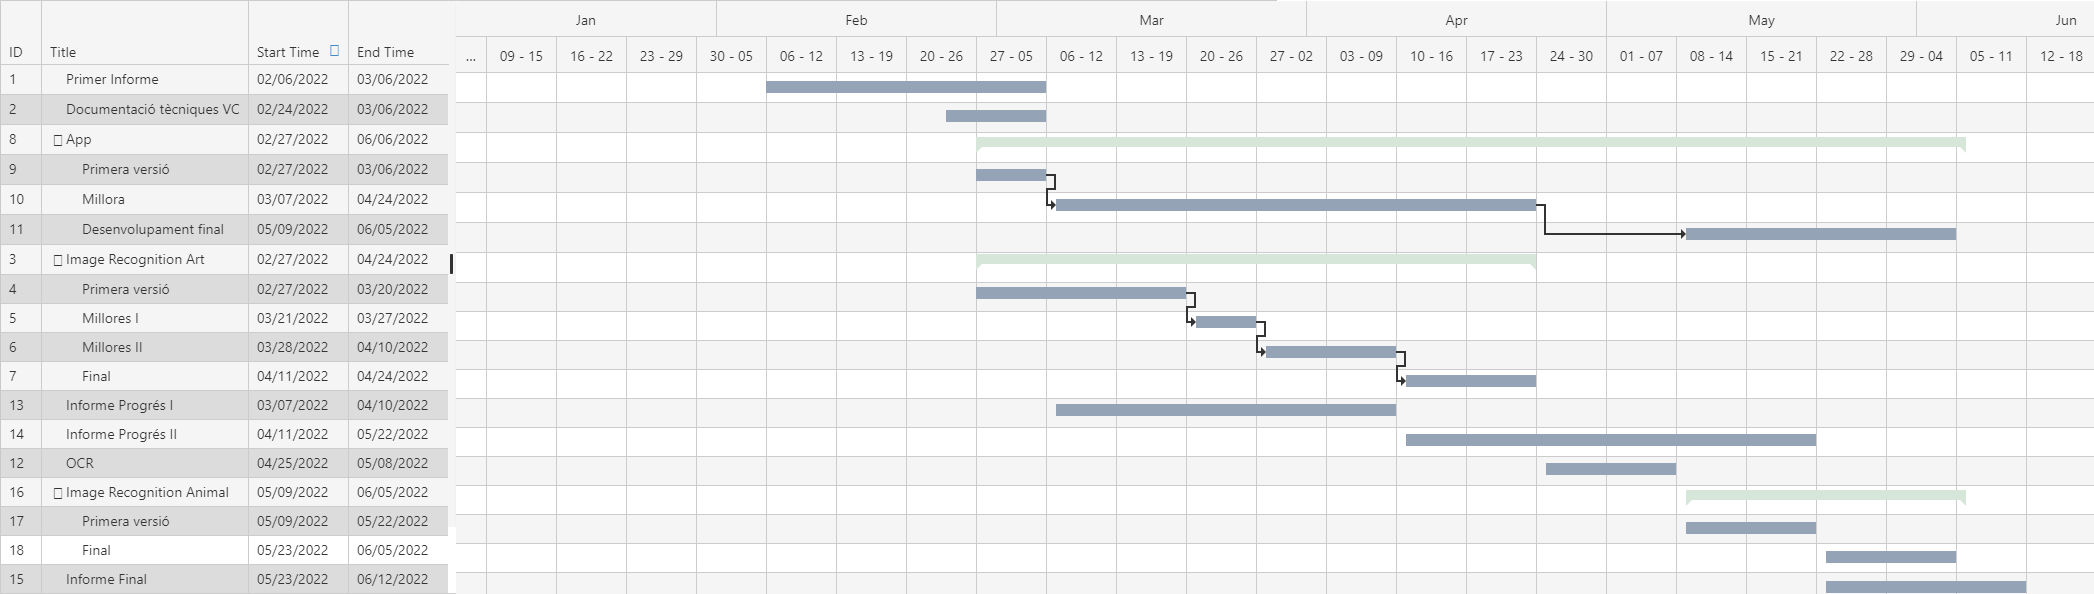 Jan Feb Mar Apr May Jun
ID Title Start Time End Time ... 09 - 15 16 - 22 23 - 29 30 - 05 06 - 12 13 - 19 20 - 26 27 - 05 06 - 12 13 - 19 20 - 26 27 - 02 03 - 09 10 - 16 17 - 23 24 - 30 01 - 07 08 - 14 15 - 21 22 - 28 29 - 04 05 - 11 12 - 18
1 Primer Informe 02/06/2022 03/06/2022
2 Documentació tècniques VC 02/24/2022 03/06/2022
8 App 02/27/2022 06/06/2022
9 Primera versió 02/27/2022 03/06/2022
10 Millora 03/07/2022 04/24/2022
11 Desenvolupament final 05/09/2022 06/05/2022
3 Image Recognition Art 02/27/2022 04/24/2022
4 Primera versió 02/27/2022 03/20/2022
5 Millores I 03/21/2022 03/27/2022
6 Millores II 03/28/2022 04/10/2022
7 Final 04/11/2022 04/24/2022
13 Informe Progrés I 03/07/2022 04/10/2022
14 Informe Progrés II 04/11/2022 05/22/2022
12 OCR 04/25/2022 05/08/2022
16 Image Recognition Animal 05/09/2022 06/05/2022
17 Primera versió 05/09/2022 05/22/2022
18 Final 05/23/2022 06/05/2022
15 Informe Final 05/23/2022 06/12/2022